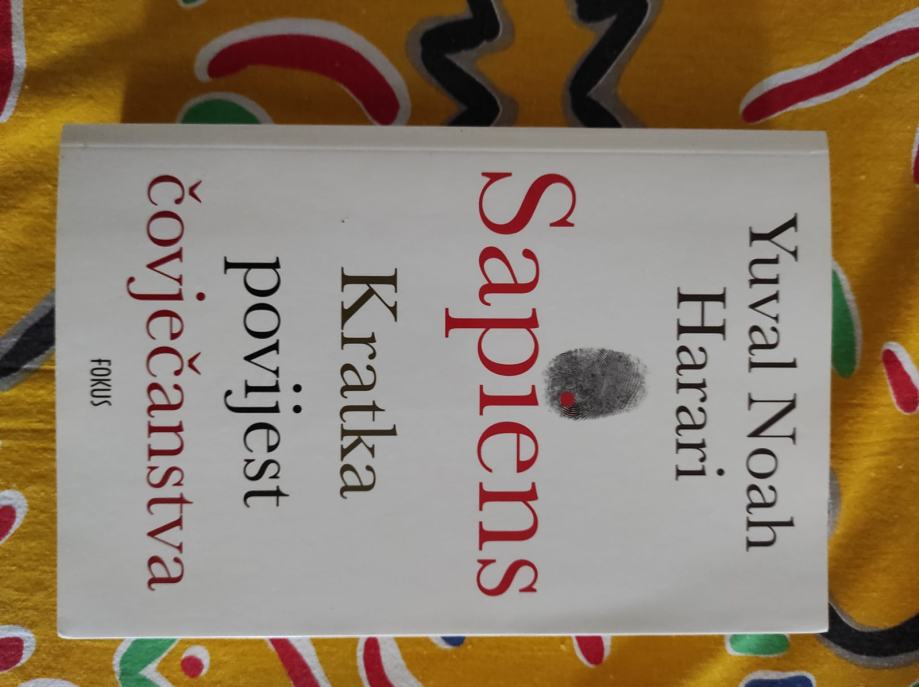 Yuval Noah
Harari
Sapiens
Kratka
povijest
čovječanstva
FOKUS